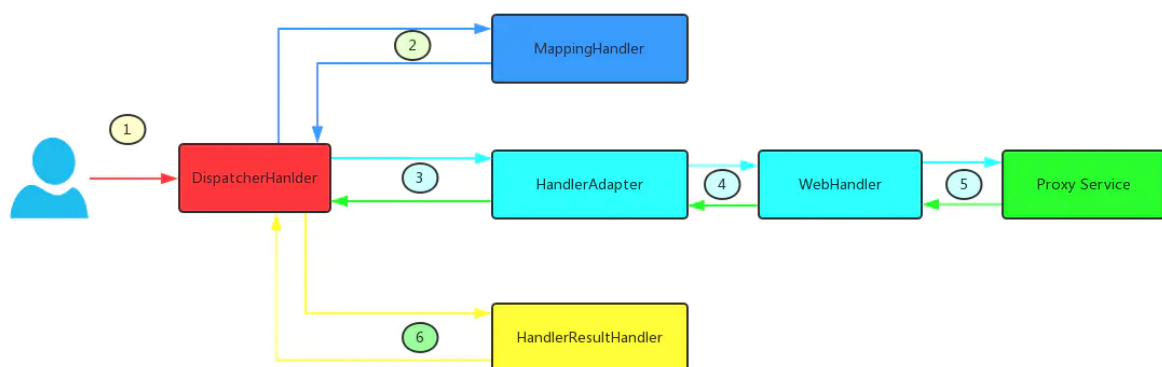 2
MappingHandler
1
DispatcherHanlder
3
HandlerAdapter
4
WebHandler
5
Proxy Service
6
HandlerResultHandler